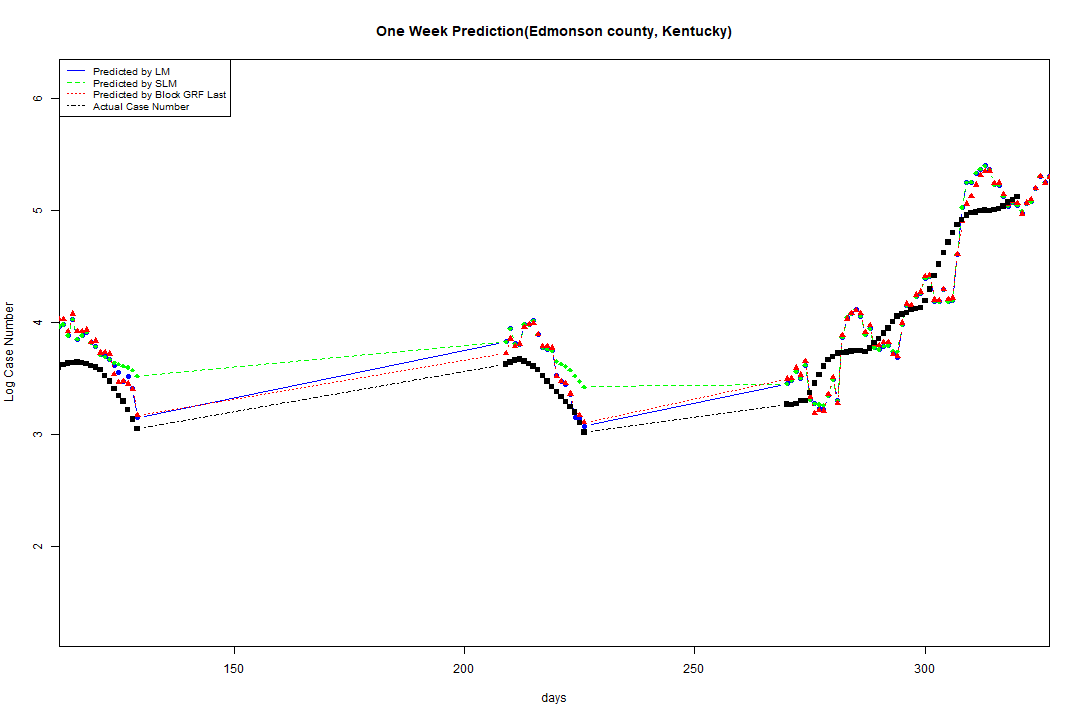 One Week Prediction(Edmonson county, Kentucky)
Predicted by LM
Predicted by SLM
Predicted by Block GRF Last
Actual Case Number
6
5
4
3
2
Log Case Number
150 200 250 300
days